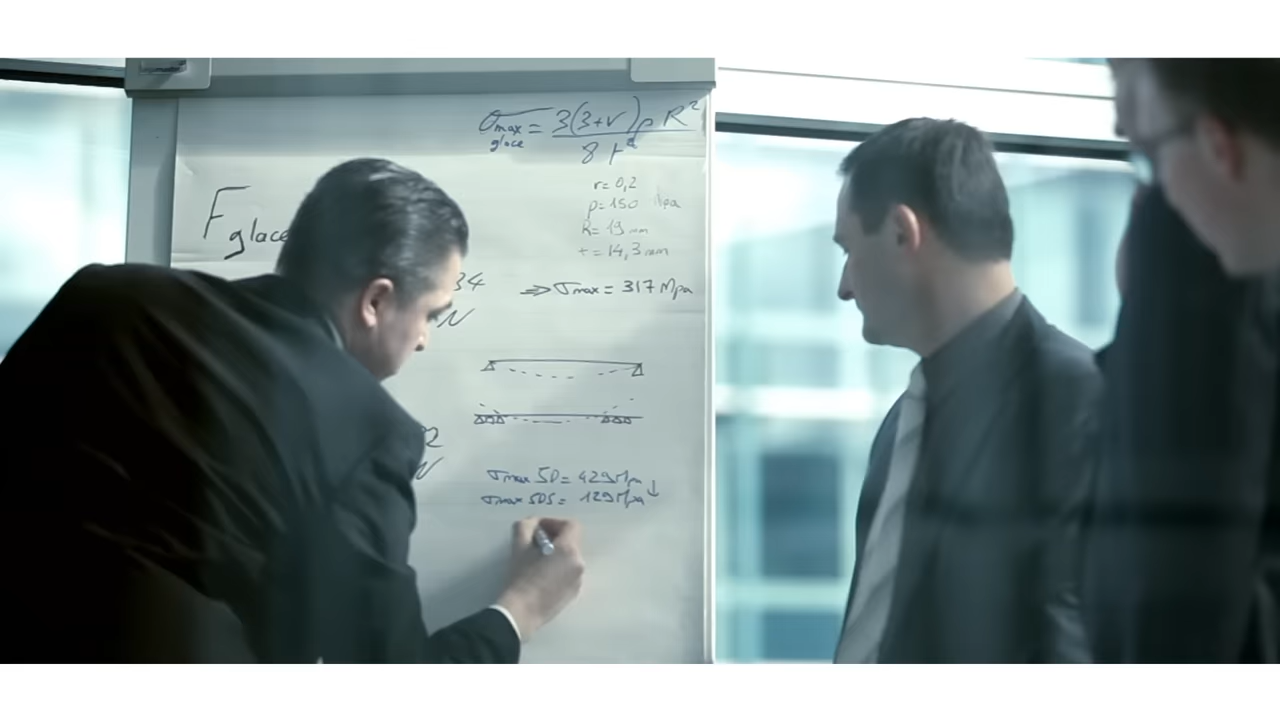 σmax = 3(3+ν) p R²
glace 8 t²
r = 0,2
p = 150 Mpa
R = 19 mm
t = 14,3 mm
F glace
34
⇒ σmax = 317 Mpa
N
2
N
σmax SD = 429 Mpa
σmax SDS = 129 Mpa ↓